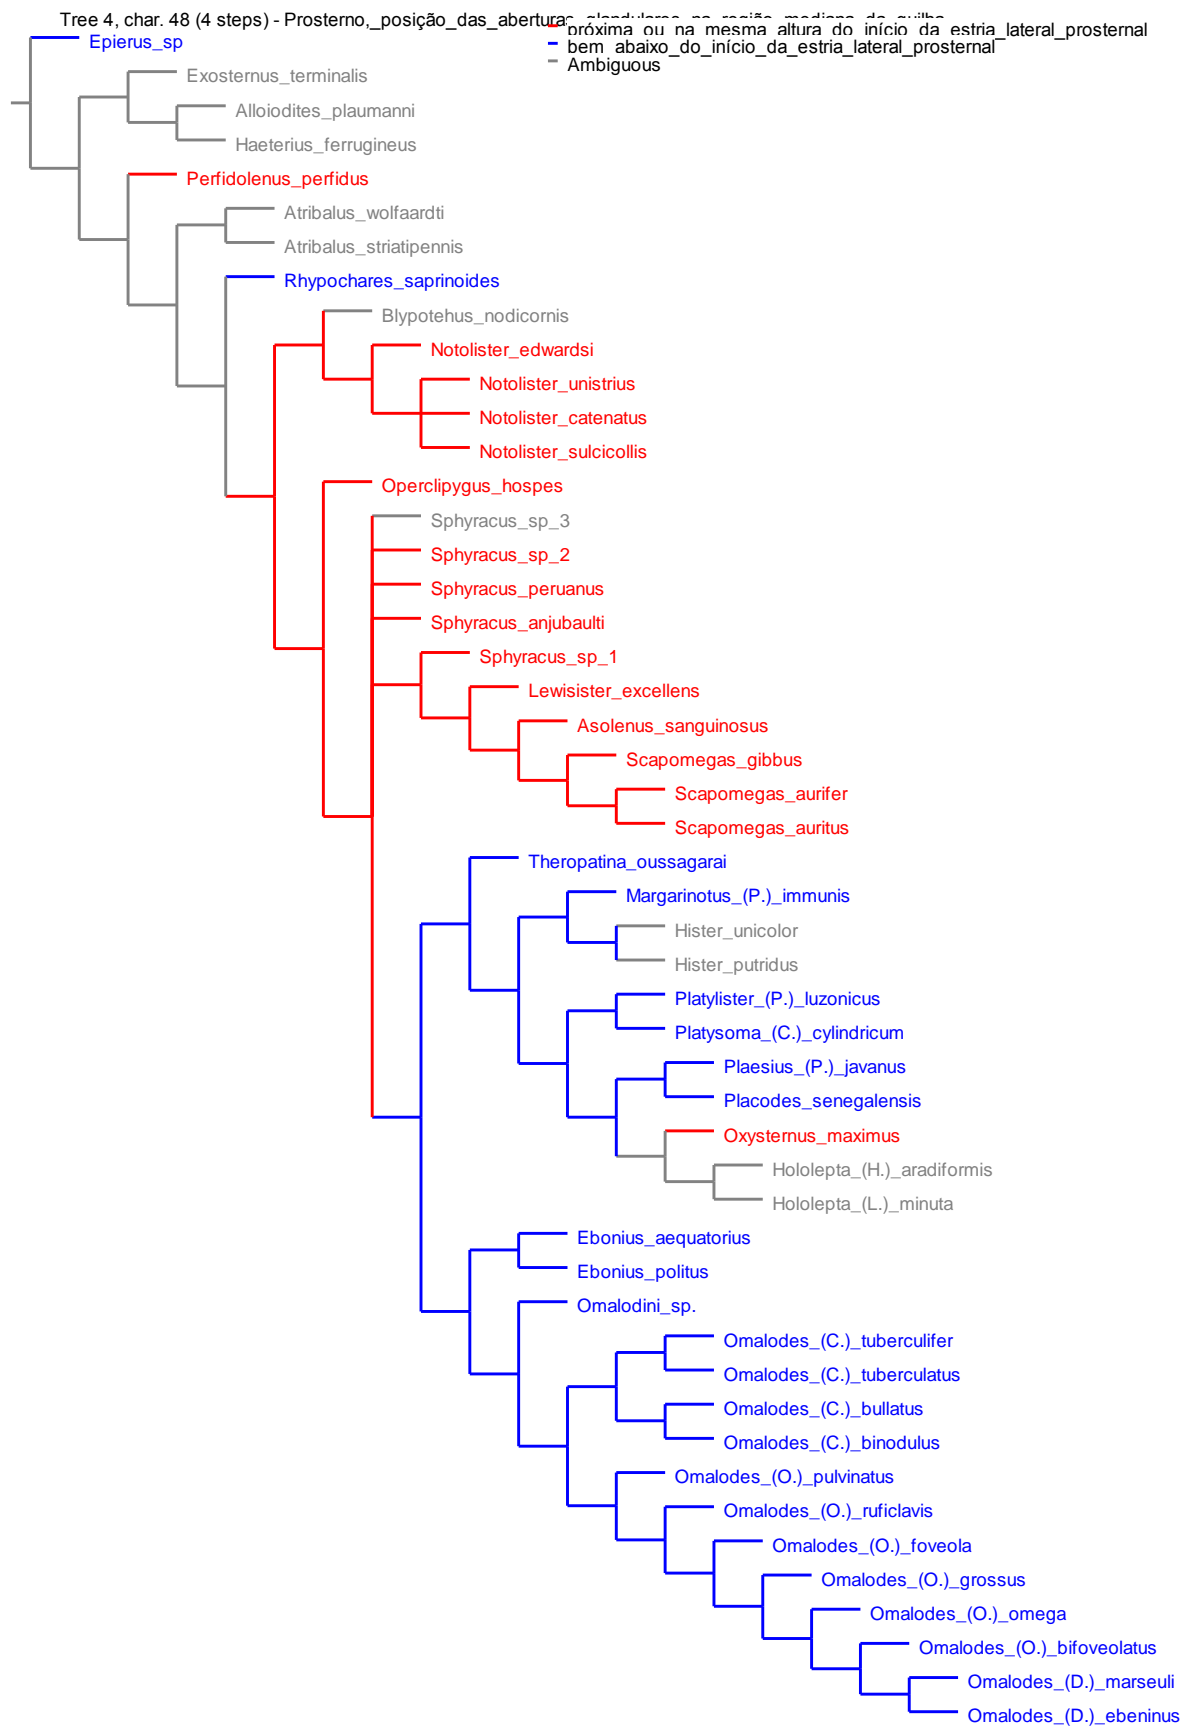 Tree 4, char. 48 (4 steps) - Prosterno,_posição_das_aberturas_glandulares_na_região_mediana_da_quilha
próxima_ou_na_mesma_altura_do_início_da_estria_lateral_prosternal
bem_abaixo_do_início_da_estria_lateral_prosternal
Ambiguous
Epierus_sp
Exosternus_terminalis
Alloiodites_plaumanni
Haeterius_ferrugineus
Perfidolenus_perfidus
Atribalus_wolfaardti
Atribalus_striatipennis
Rhypochares_saprinoides
Blypotehus_nodicornis
Notolister_edwardsi
Notolister_unistrius
Notolister_catenatus
Notolister_sulcicollis
Operclipygus_hospes
Sphyracus_sp_3
Sphyracus_sp_2
Sphyracus_peruanus
Sphyracus_anjubaulti
Sphyracus_sp_1
Lewisister_excellens
Asolenus_sanguinosus
Scapomegas_gibbus
Scapomegas_aurifer
Scapomegas_auritus
Theropatina_oussagarai
Margarinotus_(P.)_immunis
Hister_unicolor
Hister_putridus
Platylister_(P.)_luzonicus
Platysoma_(C.)_cylindricum
Plaesius_(P.)_javanus
Placodes_senegalensis
Oxysternus_maximus
Hololepta_(H.)_aradiformis
Hololepta_(L.)_minuta
Ebonius_aequatorius
Ebonius_politus
Omalodini_sp.
Omalodes_(C.)_tuberculifer
Omalodes_(C.)_tuberculatus
Omalodes_(C.)_bullatus
Omalodes_(C.)_binodulus
Omalodes_(O.)_pulvinatus
Omalodes_(O.)_ruficlavis
Omalodes_(O.)_foveola
Omalodes_(O.)_grossus
Omalodes_(O.)_omega
Omalodes_(O.)_bifoveolatus
Omalodes_(D.)_marseuli
Omalodes_(D.)_ebeninus